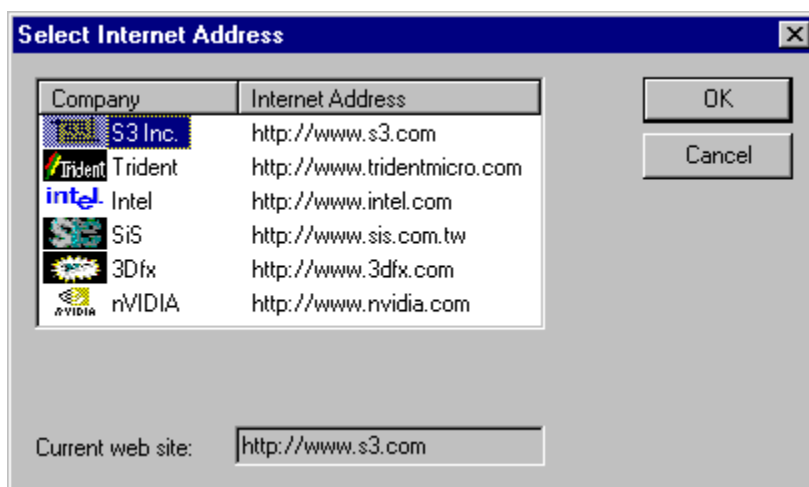 Select Internet Address
Company Internet Address OK
S3 Inc. http://www.s3.com
Trident Trident http://www.tridentmicro.com Cancel
intel. Intel http://www.intel.com
SiS SiS http://www.sis.com.tw
3Dfx http://www.3dfx.com
nVIDIA nVIDIA http://www.nvidia.com
Current web site: http://www.s3.com